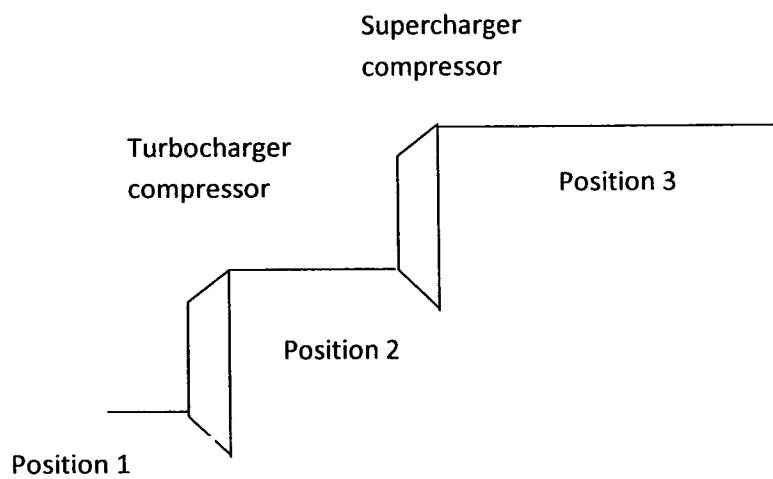 Supercharger
compressor
Turbocharger
compressor
Position 3
Position 2
Position 1